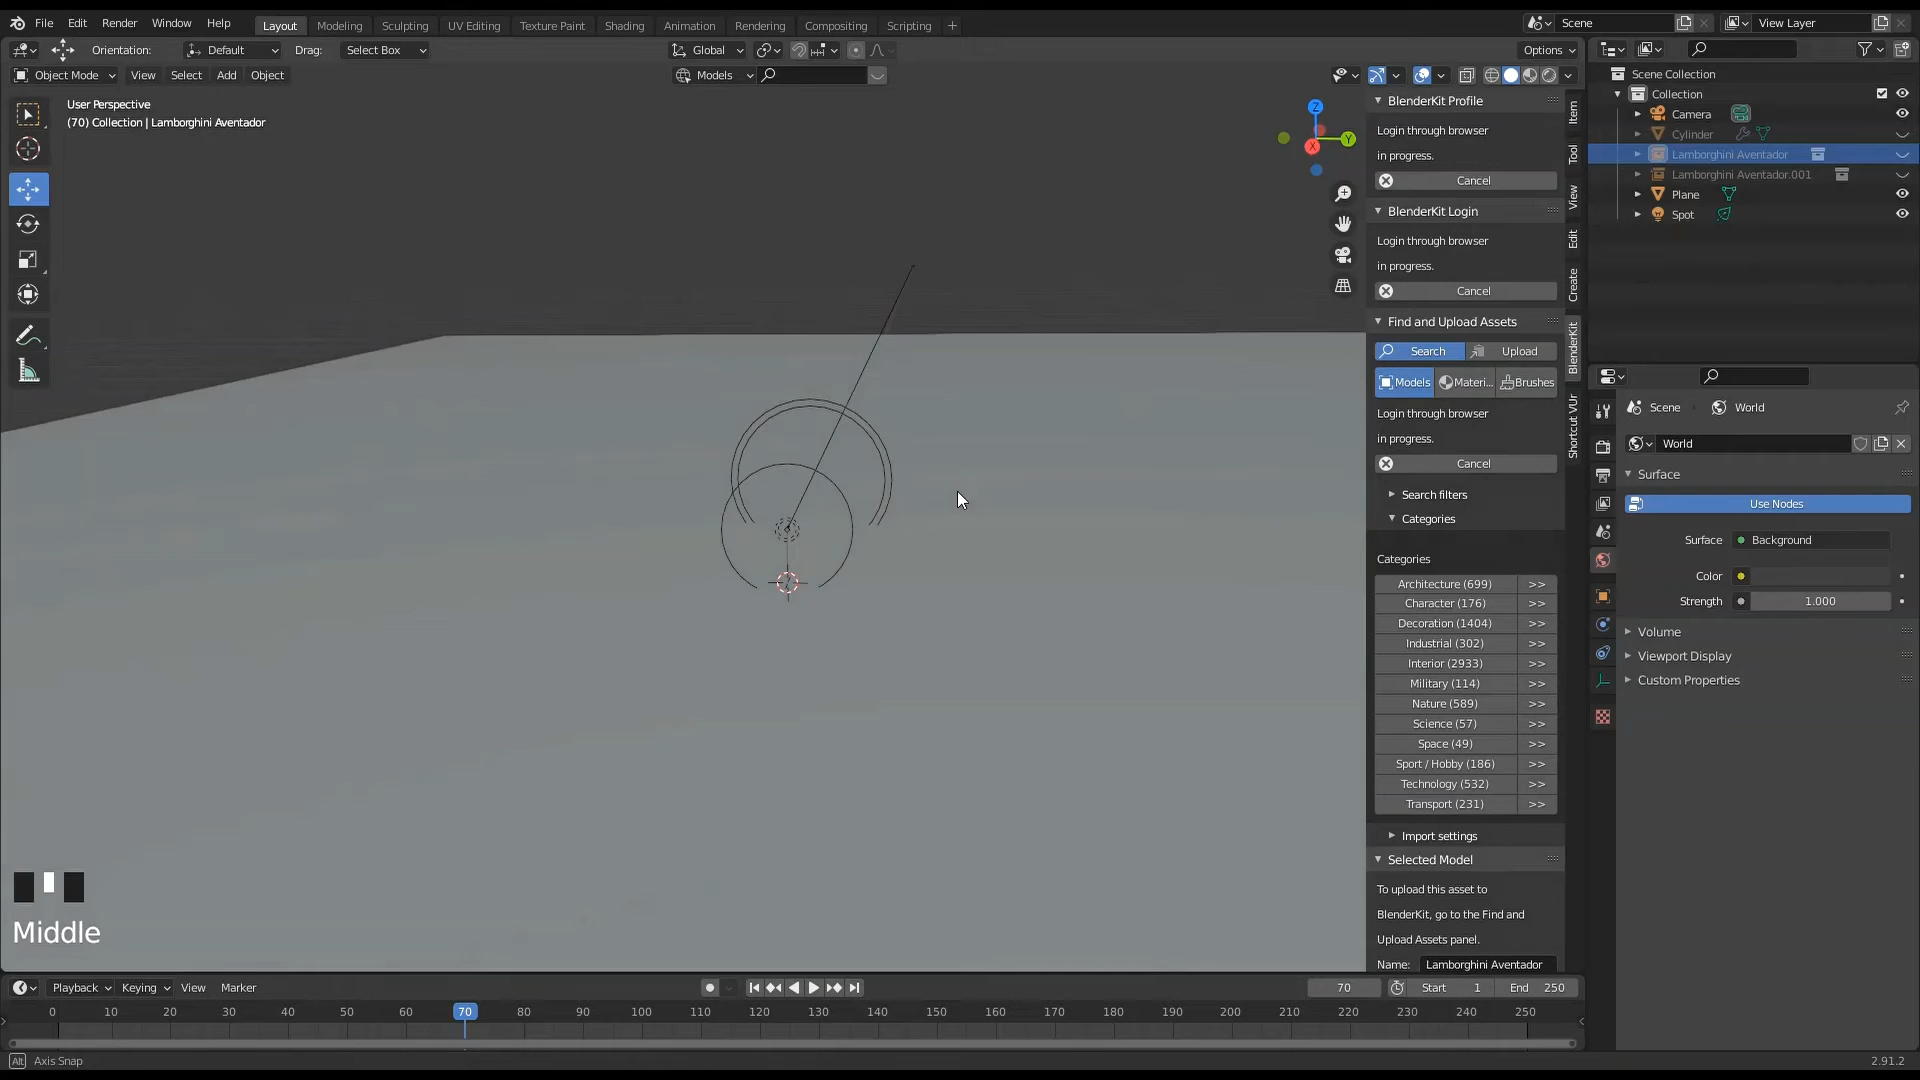 File Edit Render Window Help Layout Modeling Sculpting UV Editing Texture Paint Shading Animation Rendering Compositing Scripting + Scene View Layer
Orientation: Default Drag: Select Box Global Options
Object Mode View Select Add Object Models
User Perspective
(70) Collection | Lamborghini Aventador
Z
Y
X
BlenderKit Profile
Login through browser
in progress.
Cancel
BlenderKit Login
Login through browser
in progress.
Cancel
Find and Upload Assets
Search Upload
Models Materi... Brushes
Login through browser
in progress.
Cancel
Search filters
Categories
Categories
Architecture (699) >>
Character (176) >>
Decoration (1404) >>
Industrial (302) >>
Interior (2933) >>
Military (114) >>
Nature (589) >>
Science (57) >>
Space (49) >>
Sport / Hobby (186) >>
Technology (532) >>
Transport (231) >>
Import settings
Selected Model
To upload this asset to
BlenderKit, go to the Find and
Upload Assets panel.
Name: Lamborghini Aventador
Item
Tool
View
Edit
Create
BlenderKit
Shortcut VUr
Scene Collection
Collection
Camera
Cylinder
Lamborghini Aventador
Lamborghini Aventador.001
Plane
Spot
Scene World
World
Surface
Use Nodes
Surface Background
Color
Strength 1.000
Volume
Viewport Display
Custom Properties
Middle
Playback Keying View Marker 70 Start 1 End 250
0 10 20 30 40 50 60 70 80 90 100 110 120 130 140 150 160 170 180 190 200 210 220 230 240 250
Alt Axis Snap 2.91.2